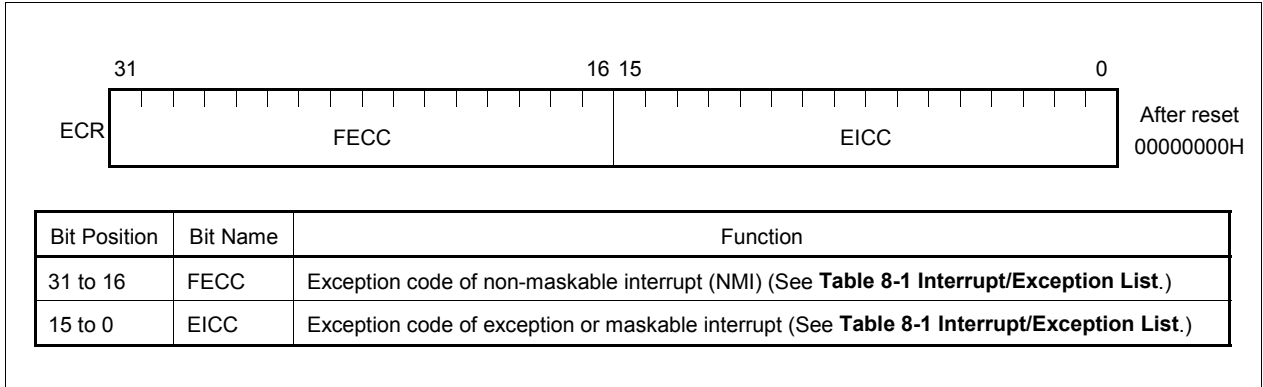 31 16 15 0
ECR FECC EICC After reset
00000000H
Bit Position Bit Name Function
31 to 16 FECC Exception code of non-maskable interrupt (NMI) (See Table 8-1 Interrupt/Exception List.)
15 to 0 EICC Exception code of exception or maskable interrupt (See Table 8-1 Interrupt/Exception List.)